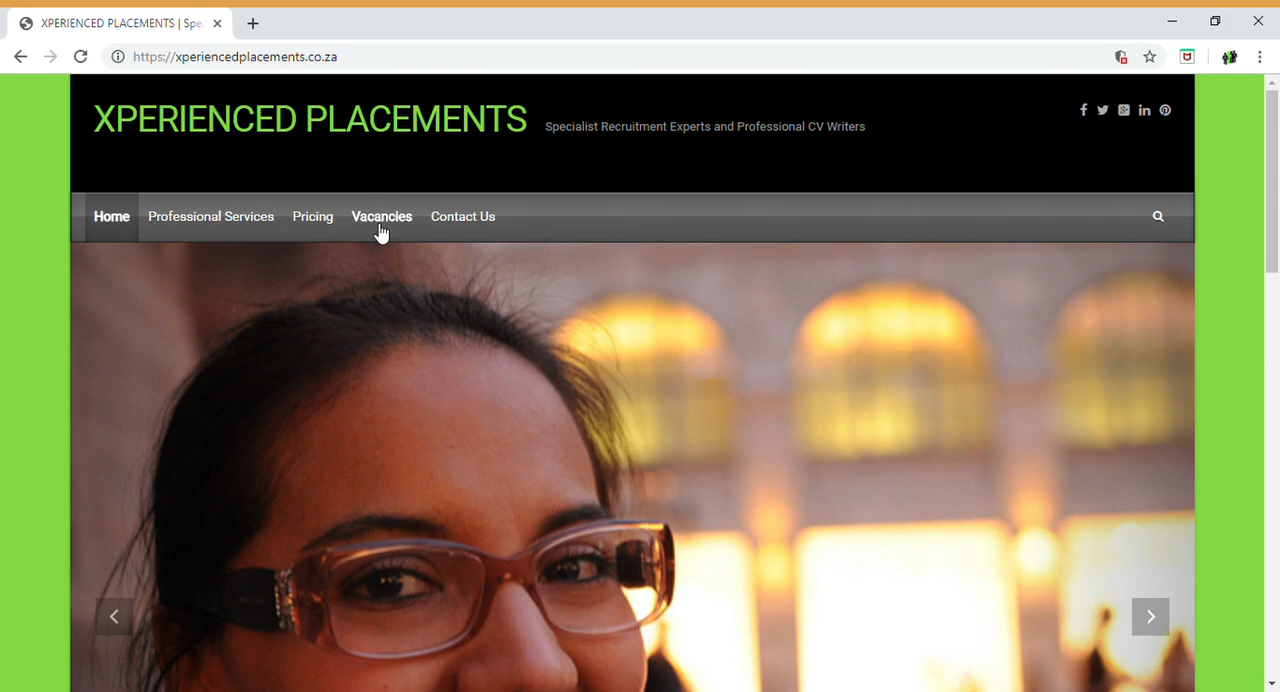 XPERIENCED PLACEMENTS | Spe
https://xperiencedplacements.co.za
XPERIENCED PLACEMENTS
Specialist Recruitment Experts and Professional CV Writers
Home Professional Services Pricing Vacancies Contact Us